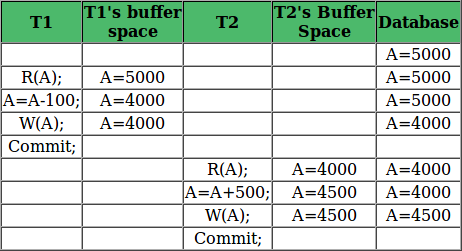 T1 T1's buffer space T2 T2's Buffer Space Database
A=5000
R(A); A=5000 A=5000
A=A-100; A=4000 A=5000
W(A); A=4000 A=4000
Commit;
R(A); A=4000 A=4000
A=A+500; A=4500 A=4000
W(A); A=4500 A=4500
Commit;